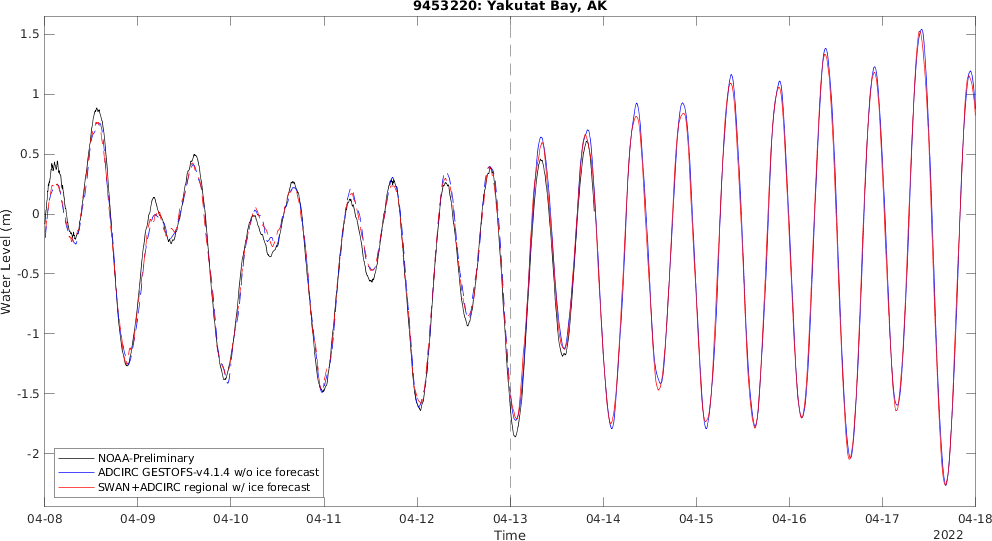 9453220: Yakutat Bay, AK
Water Level (m)
1.5
1
0.5
0
-0.5
-1
-1.5
-2
NOAA-Preliminary
ADCIRC GESTOFS-v4.1.4 w/o ice forecast
SWAN+ADCIRC regional w/ ice forecast
04-08 04-09 04-10 04-11 04-12 04-13 04-14 04-15 04-16 04-17 04-18
Time
2022